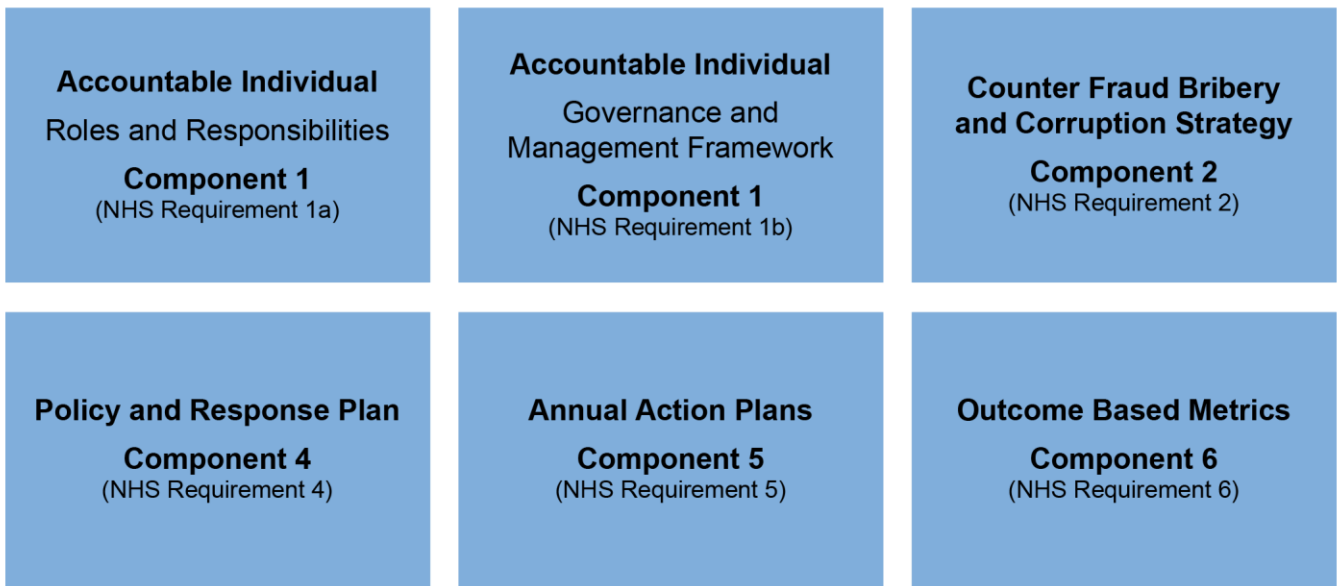 Accountable Individual
Roles and Responsibilities
Component 1
(NHS Requirement 1a)
Accountable Individual
Governance and
Management Framework
Component 1
(NHS Requirement 1b)
Counter Fraud Bribery
and Corruption Strategy
Component 2
(NHS Requirement 2)
Policy and Response Plan
Component 4
(NHS Requirement 4)
Annual Action Plans
Component 5
(NHS Requirement 5)
Outcome Based Metrics
Component 6
(NHS Requirement 6)